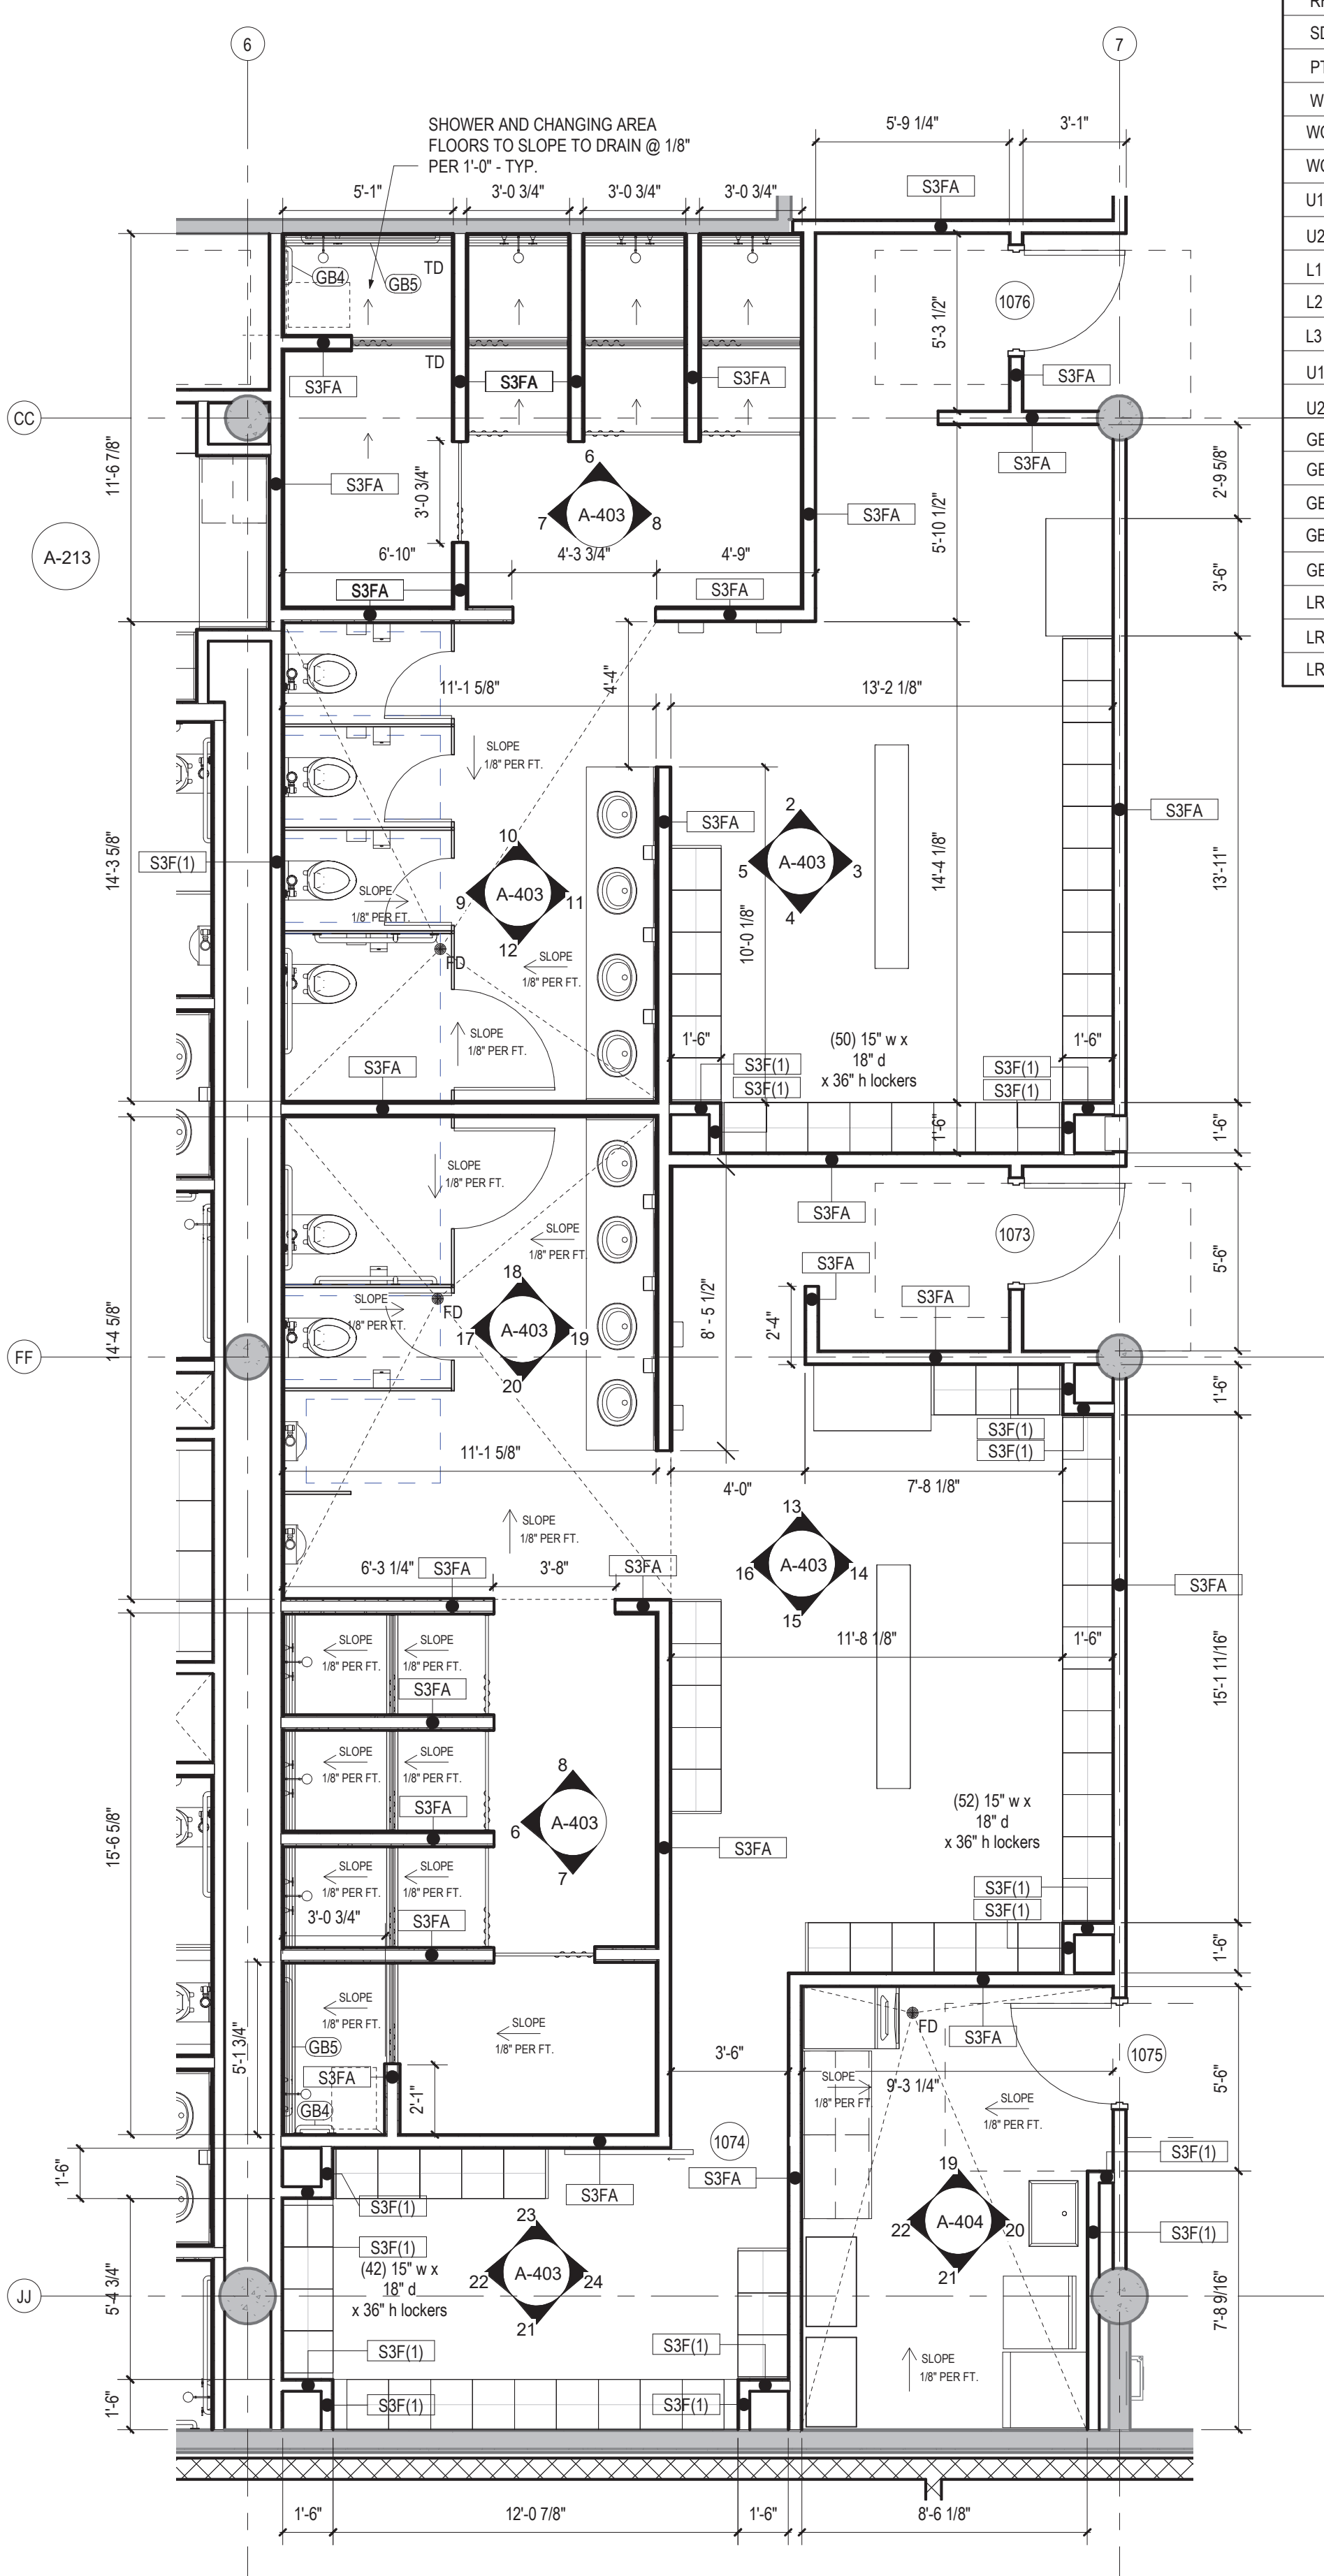 6
7
SHOWER AND CHANGING AREA
FLOORS TO SLOPE TO DRAIN @ 1/8"
PER 1'-0" - TYP.
5'-9 1/4"
3'-1"
5'-1"
3'-0 3/4"
3'-0 3/4"
3'-0 3/4"
S3FA
SD
PT
U1
U2
L1
L2
L3
U1
U2
LR
LR
LR
GB4
GB5
TD
TD
1076
5'-3 1/2"
S3FA
S3FA
S3FA
S3FA
CC
S3FA
S3FA
11'-6 7/8"
3'-0 3/4"
6
7
A-403
8
S3FA
5'-10 1/2"
2'-9 5/8"
3'-6"
A-213
6'-10"
4'-3 3/4"
4'-9"
S3FA
S3FA
11'-1 5/8"
4'-4"
13'-2 1/8"
SLOPE
1/8" PER FT.
S3FA
S3FA
14'-3 5/8"
S3F(1)
10
9
A-403
11
12
2
5
A-403
3
4
14'-4 1/8"
13'-11"
10'-0 1/8"
SLOPE
1/8" PER FT.
FD
SLOPE
1/8" PER FT.
SLOPE
1/8" PER FT.
S3FA
1'-6"
(50) 15" w x
18" d
x 36" h lockers
1'-6"
S3F(1)
S3F(1)
S3F(1)
S3F(1)
1'-6"
1'-6"
SLOPE
1/8" PER FT.
SLOPE
1/8" PER FT.
S3FA
1073
5'-6"
S3FA
S3FA
14'-4 5/8"
SLOPE
1/8" PER FT.
FD
18
17
A-403
19
20
8' - 5 1/2"
2'-4"
FF
1'-6"
S3F(1)
S3F(1)
11'-1 5/8"
4'-0"
7'-8 1/8"
SLOPE
1/8" PER FT.
13
16
A-403
14
15
6'-3 1/4"
S3FA
3'-8"
S3FA
S3FA
11'-8 1/8"
1'-6"
15'-1 11/16"
SLOPE
1/8" PER FT.
SLOPE
1/8" PER FT.
S3FA
SLOPE
1/8" PER FT.
SLOPE
1/8" PER FT.
S3FA
15'-6 5/8"
8
6
A-403
7
(52) 15" w x
18" d
x 36" h lockers
S3FA
SLOPE
1/8" PER FT.
SLOPE
1/8" PER FT.
3'-0 3/4"
S3FA
S3F(1)
S3F(1)
1'-6"
SLOPE
1/8" PER FT.
SLOPE
1/8" PER FT.
5'-1 3/4"
GB5
S3FA
GB4
2'-1"
FD
S3FA
1075
3'-6"
9'-3 1/4"
SLOPE
1/8" PER FT.
SLOPE
1/8" PER FT.
5'-6"
1074
S3FA
S3FA
1'-6"
S3F(1)
S3F(1)
S3F(1)
S3F(1)
19
22
A-404
20
21
23
22
A-403
24
21
(42) 15" w x
18" d
x 36" h lockers
JJ
5'-4 3/4"
7'-8 9/16"
S3F(1)
S3F(1)
S3F(1)
S3F(1)
SLOPE
1/8" PER FT.
1'-6"
1'-6"
12'-0 7/8"
1'-6"
8'-6 1/8"